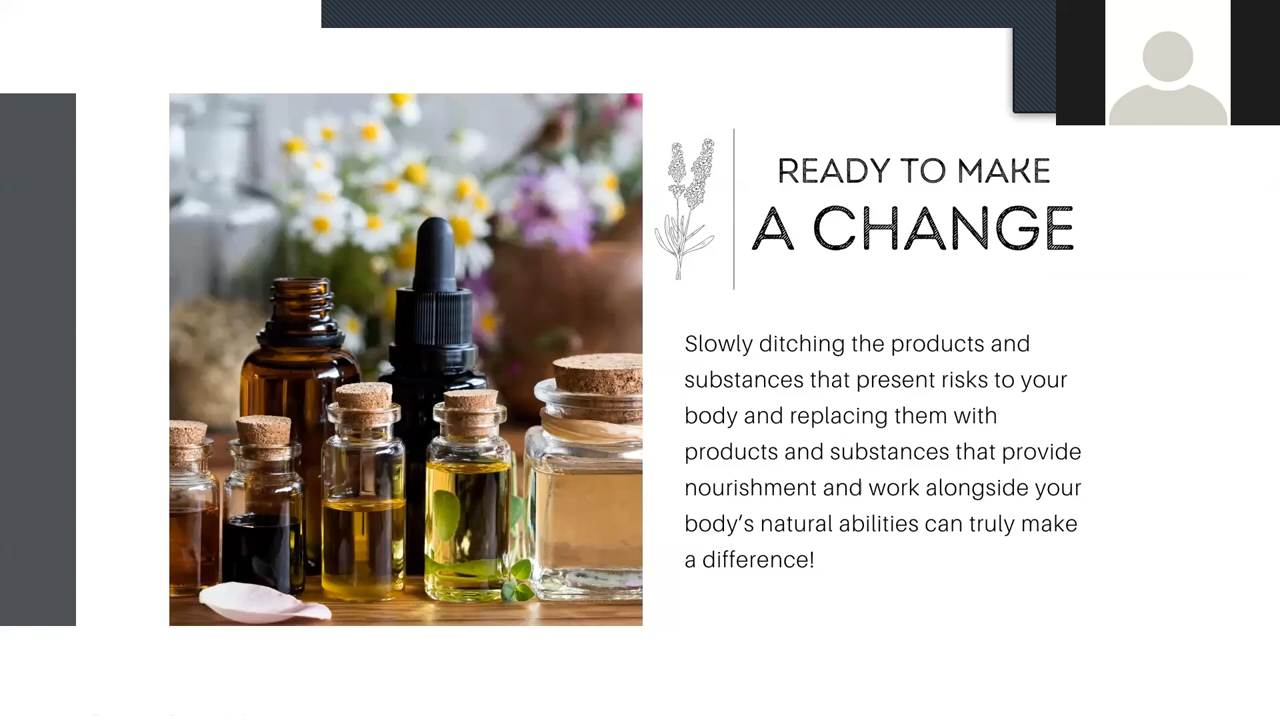 READY TO MAKE
A CHANGE
Slowly ditching the products and
substances that present risks to your
body and replacing them with
products and substances that provide
nourishment and work alongside your
body’s natural abilities can truly make
a difference!